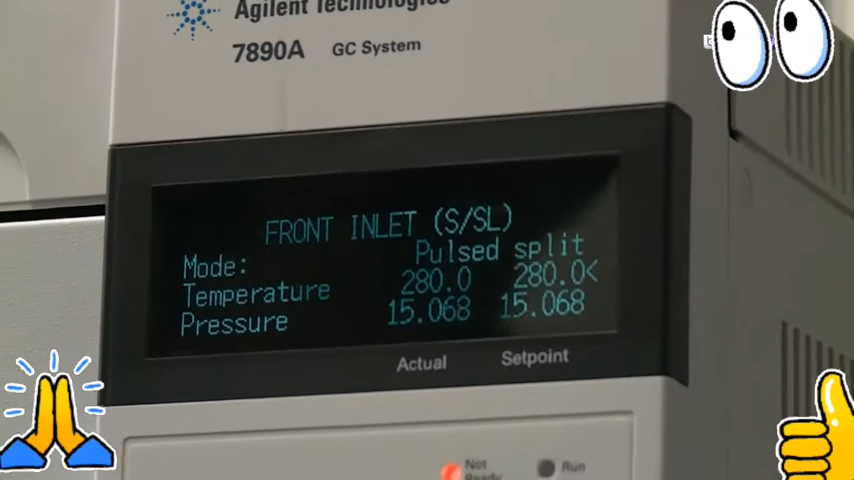 Agilent Technologies
7890A GC System
FRONT INLET (S/SL)
Mode: Pulsed split
Temperature 280.0 280.0<
Pressure 15.068 15.068
Actual Setpoint
Not Run
Ready